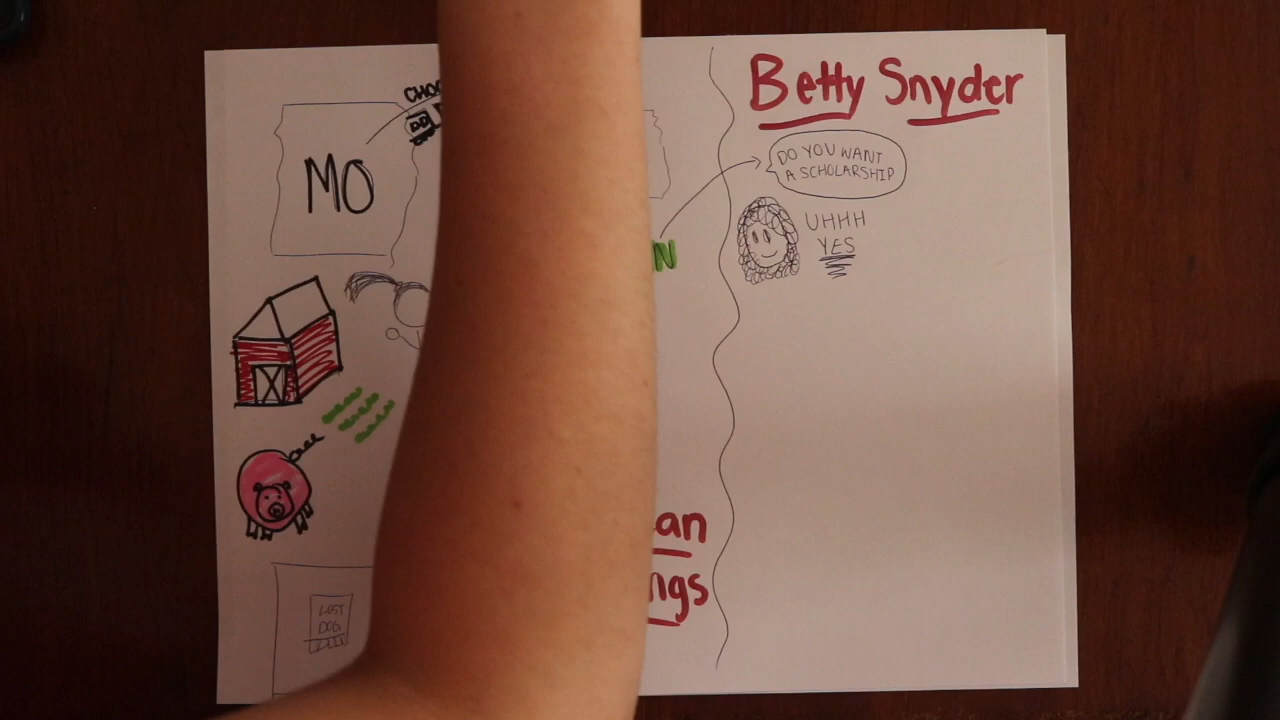 MO
LOST
DOG
Betty Snyder
DO YOU WANT
A SCHOLARSHIP
UHHH
YES